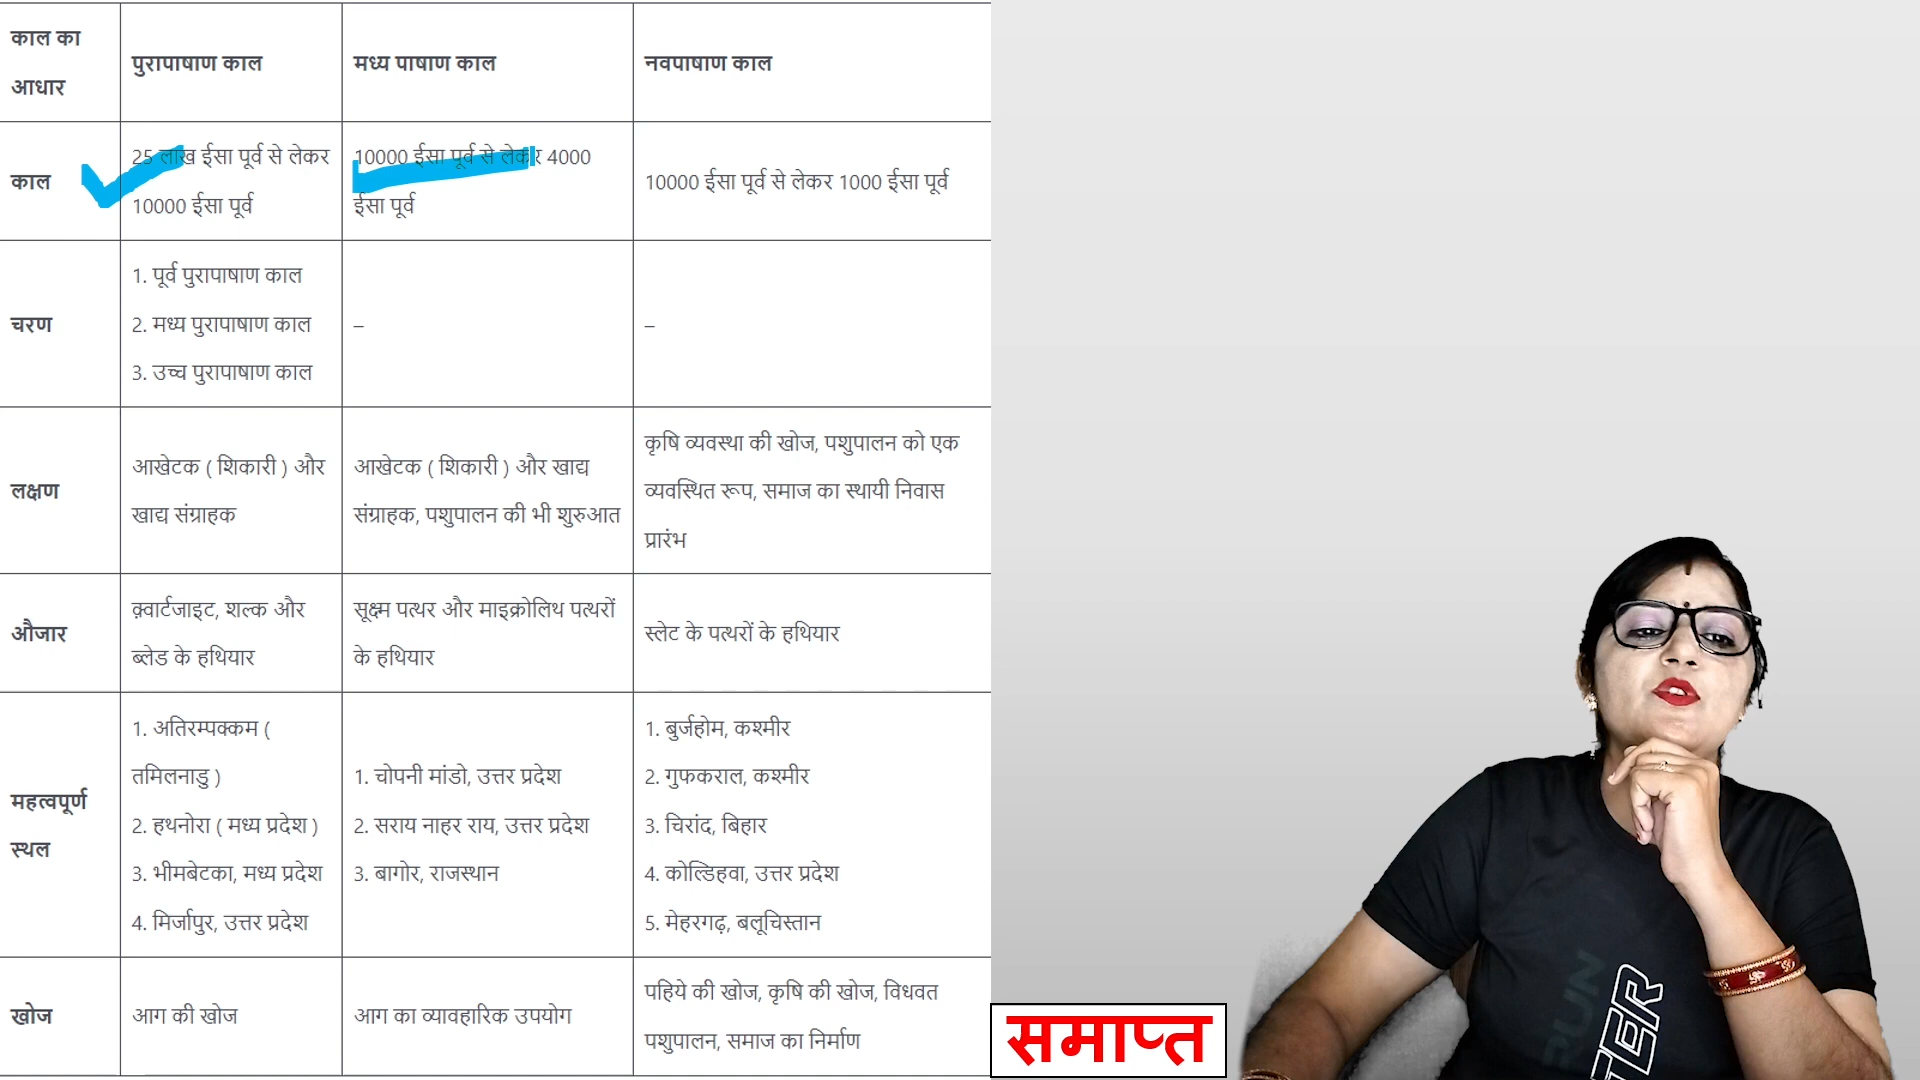 काल का
आधार
पुरापाषाण काल
मध्य पाषाण काल
नवपाषाण काल
काल
25 लाख ईसा पूर्व से लेकर
10000 ईसा पूर्व
10000 ईसा पूर्व से लेकर 4000
ईसा पूर्व
10000 ईसा पूर्व से लेकर 1000 ईसा पूर्व
चरण
1. पूर्व पुरापाषाण काल
2. मध्य पुरापाषाण काल
3. उच्च पुरापाषाण काल
–
–
लक्षण
आखेटक ( शिकारी ) और
खाद्य संग्राहक
आखेटक ( शिकारी ) और खाद्य
संग्राहक, पशुपालन की भी शुरुआत
कृषि व्यवस्था की खोज, पशुपालन को एक
व्यवस्थित रूप, समाज का स्थायी निवास
प्रारंभ
औजार
क़्वार्टजाइट, शल्क और
ब्लेड के हथियार
सूक्ष्म पत्थर और माइक्रोलिथ पत्थरों
के हथियार
स्लेट के पत्थरों के हथियार
महत्वपूर्ण
स्थल
1. अतिरम्पक्कम (
तमिलनाडु )
2. हथनोरा ( मध्य प्रदेश )
3. भीमबेटका, मध्य प्रदेश
4. मिर्जापुर, उत्तर प्रदेश
1. चोपनी मांडो, उत्तर प्रदेश
2. सराय नाहर राय, उत्तर प्रदेश
3. बागोर, राजस्थान
1. बुर्जहोम, कश्मीर
2. गुफकराल, कश्मीर
3. चिरांद, बिहार
4. कोल्डिहवा, उत्तर प्रदेश
5. मेहरगढ़, बलूचिस्तान
खोज
आग की खोज
आग का व्यावहारिक उपयोग
पहिये की खोज, कृषि की खोज, विधवत
पशुपालन, समाज का निर्माण
समाप्त
RUN
TER